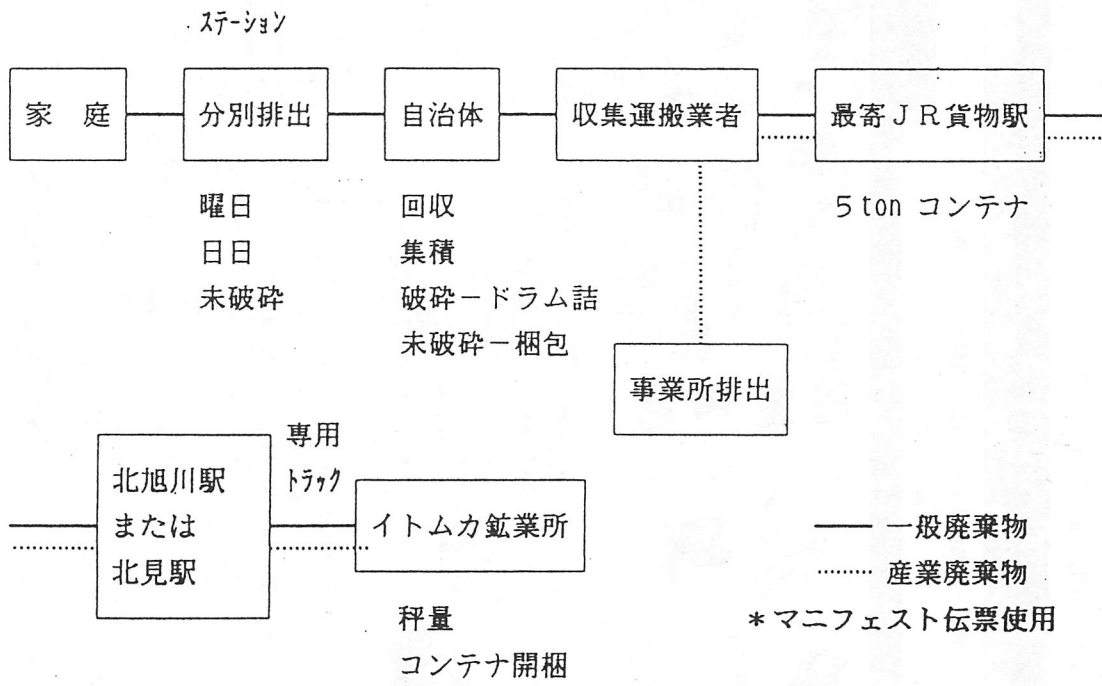 ステーション
家 庭
分別排出
自治体
収集運搬業者
最寄JR貨物駅
曜日
日日
未破砕
回収
集積
破砕-ドラム詰
未破砕-梱包
5ton コンテナ
事業所排出
北旭川駅
または
北見駅
専用
トラック
イトムカ鉱業所
秤量
コンテナ開梱
一般廃棄物
産業廃棄物
*マニフェスト伝票使用